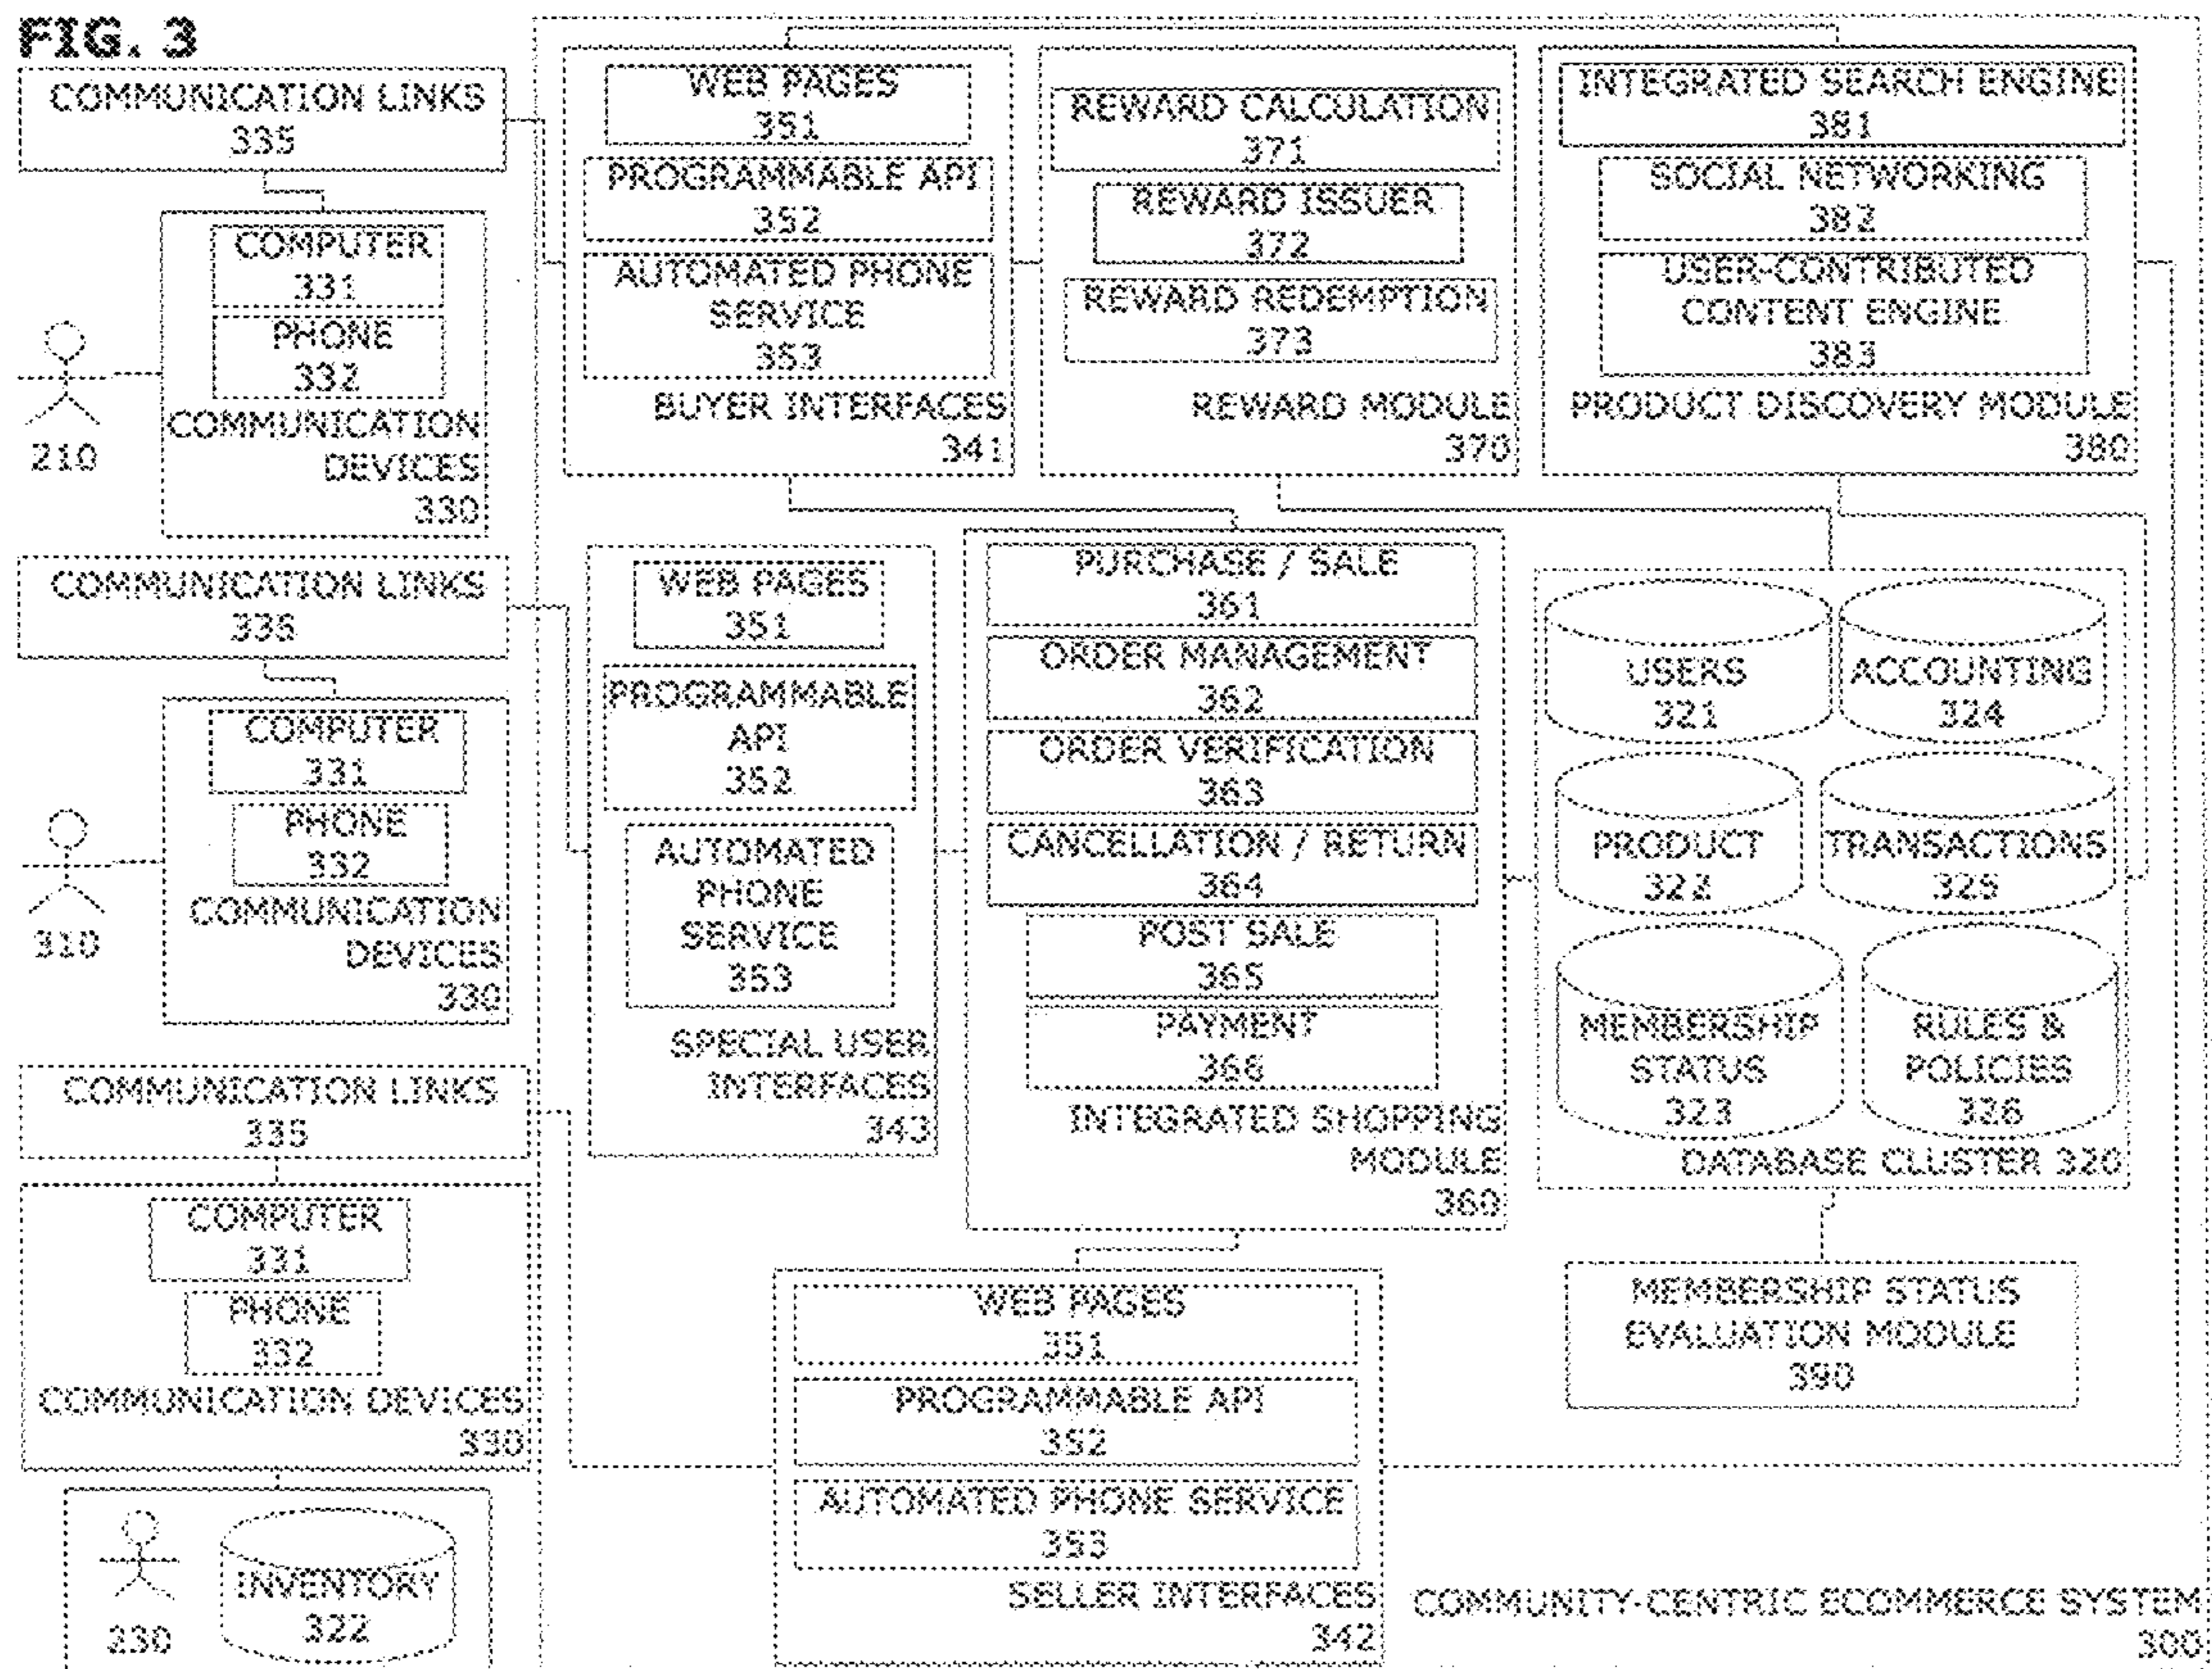 FIG. 3
COMMUNICATION LINKS
335
COMPUTER
331
PHONE
332
COMMUNICATION
DEVICES
330
210
COMMUNICATION LINKS
336
COMPUTER
331
PHONE
332
COMMUNICATION
DEVICES
330
310
COMMUNICATION LINKS
335
COMPUTER
331
PHONE
332
COMMUNICATION DEVICES
330
230
INVENTORY
322
WEB PAGES
351
PROGRAMMABLE API
352
AUTOMATED PHONE
SERVICE
353
BUYER INTERFACES
341
REWARD CALCULATION
371
REWARD ISSUER
372
REWARD REDEMPTION
373
REWARD MODULE
370
INTEGRATED SEARCH ENGINE
381
SOCIAL NETWORKING
382
USER-CONTRIBUTED
CONTENT ENGINE
383
PRODUCT DISCOVERY MODULE
380
WEB PAGES
351
PROGRAMMABLE
API
352
AUTOMATED
PHONE
SERVICE
353
SPECIAL USER
INTERFACES
343
PURCHASE / SALE
361
ORDER MANAGEMENT
362
ORDER VERIFICATION
363
CANCELLATION / RETURN
364
POST SALE
365
PAYMENT
366
INTEGRATED SHOPPING
MODULE
360
USERS
321
ACCOUNTING
324
PRODUCT
322
TRANSACTIONS
325
MEMBERSHIP
STATUS
323
RULES &
POLICIES
326
DATABASE CLUSTER 320
MEMBERSHIP STATUS
EVALUATION MODULE
390
WEB PAGES
351
PROGRAMMABLE API
352
AUTOMATED PHONE SERVICE
353
SELLER INTERFACES
342
COMMUNITY-CENTRIC ECOMMERCE SYSTEM
300